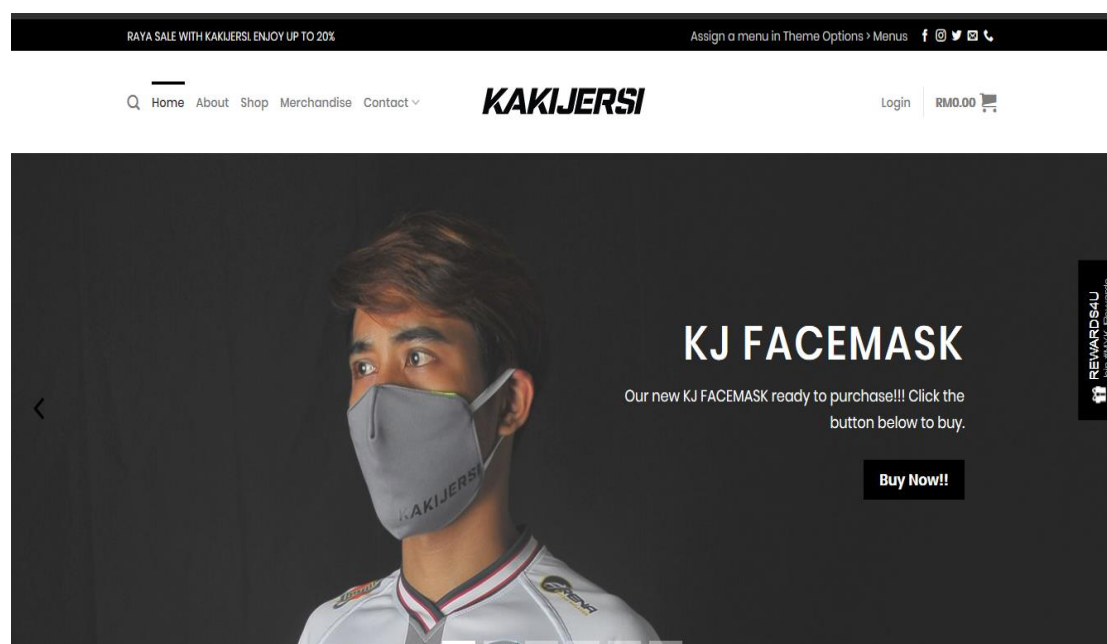 RAYA SALE WITH KAKIJERSI. ENJOY UP TO 20%
Assign a menu in Theme Options > Menus
Home About Shop Merchandise Contact
KAKIJERSI
Login RM0.00
KJ FACEMASK
Our new KJ FACEMASK ready to purchase!!! Click the
button below to buy.
Buy Now!!
REWARDS4U
KAKIJERSI
ARENA